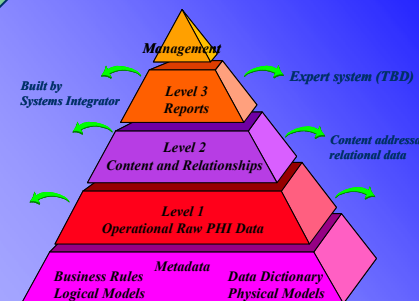 Management
Expert system (TBD)
Built by
Systems Integrator
Level 3
Reports
Content addressa
relational data
Level 2
Content and Relationships
Level 1
Operational Raw PHI Data
Metadata
Business Rules
Data Dictionary
Logical Models
Physical Models